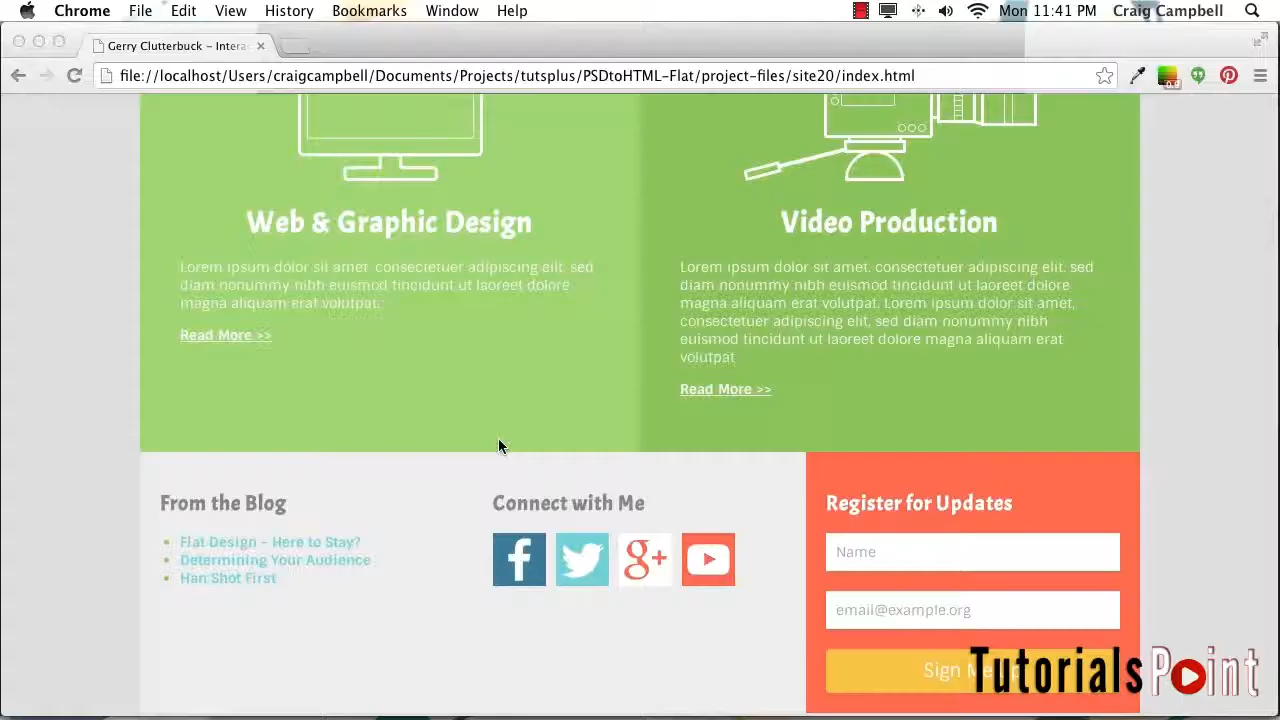 Chrome File Edit View History Bookmarks Window Help Mon 11:41 PM Craig Campbell
Gerry Clutterbuck – Intera
file://localhost/Users/craigcampbell/Documents/Projects/tutsplus/PSDtoHTML-Flat/project-files/site20/index.html
Web & Graphic Design
Lorem ipsum dolor sit amet, consectetuer adipiscing elit, sed
diam nonummy nibh euismod tincidunt ut laoreet dolore
magna aliquam erat volutpat.
Read More >>
Video Production
Lorem ipsum dolor sit amet, consectetuer adipiscing elit, sed
diam nonummy nibh euismod tincidunt ut laoreet dolore
magna aliquam erat volutpat. Lorem ipsum dolor sit amet,
consectetuer adipiscing elit, sed diam nonummy nibh
euismod tincidunt ut laoreet dolore magna aliquam erat
volutpat
Read More >>
From the Blog
Flat Design – Here to Stay?
Determining Your Audience
Han Shot First
Connect with Me
f g+
Register for Updates
Name
email@example.org
Sign
TutorialsPoint